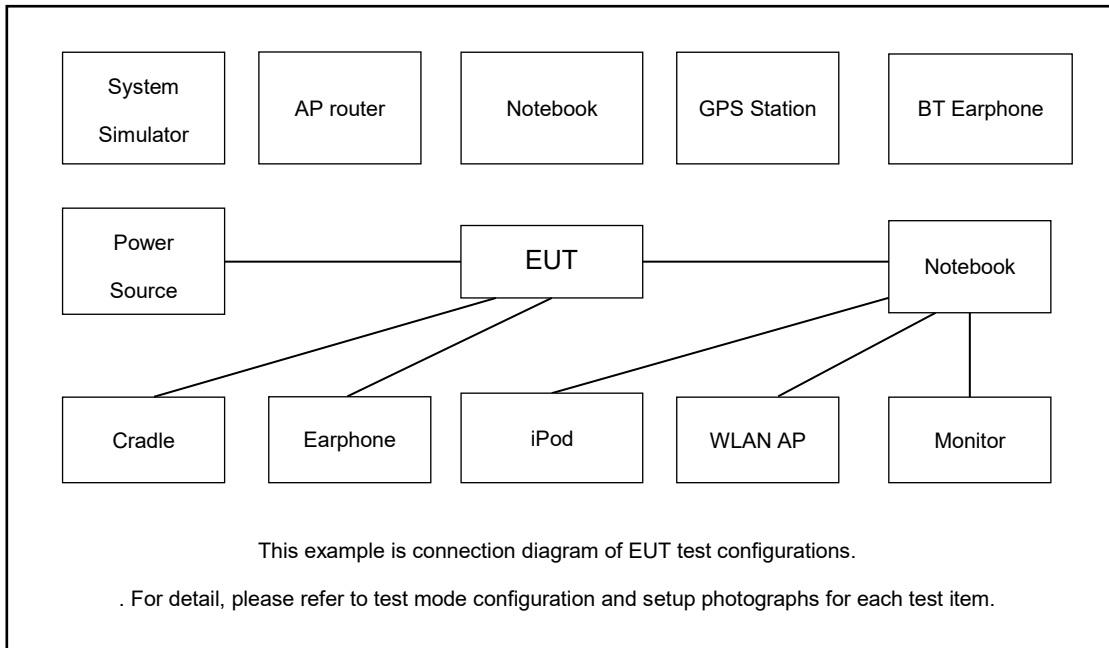 System
Simulator
AP router
Notebook
GPS Station
BT Earphone
Power
Source
EUT
Notebook
Cradle
Earphone
iPod
WLAN AP
Monitor
This example is connection diagram of EUT test configurations.
. For detail, please refer to test mode configuration and setup photographs for each test item.